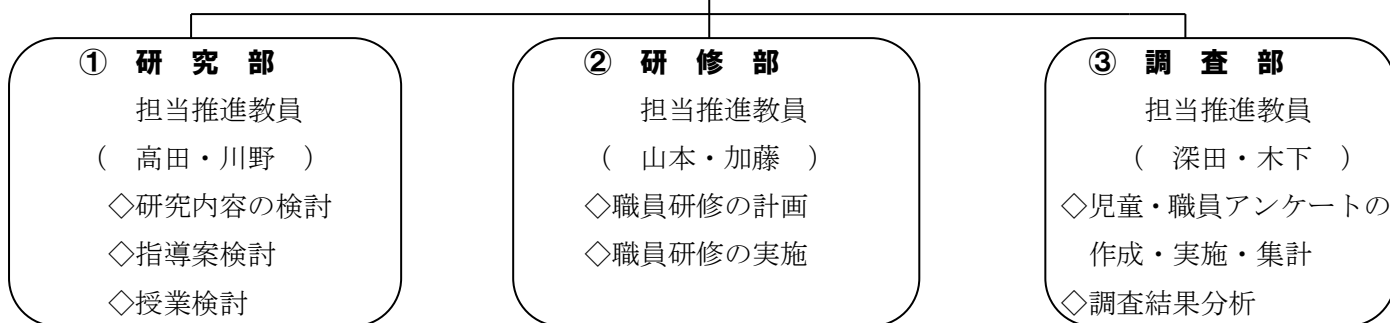 ① 研 究 部
担当推進教員
( 高田・川野 )
◇研究内容の検討
◇指導案検討
◇授業検討
② 研 修 部
担当推進教員
( 山本・加藤 )
◇職員研修の計画
◇職員研修の実施
③ 調 査 部
担当推進教員
( 深田・木下 )
◇児童・職員アンケートの
作成・実施・集計
◇調査結果分析